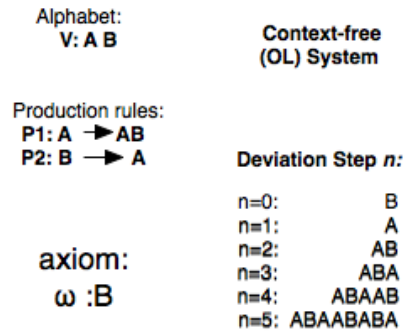 Alphabet:
V: A B
Context-free
(OL) System
Production rules:
P1: A → AB
P2: B → A
axiom:
ω :B
Deviation Step n:
n=0: B
n=1: A
n=2: AB
n=3: ABA
n=4: ABAAB
n=5: ABAABABA